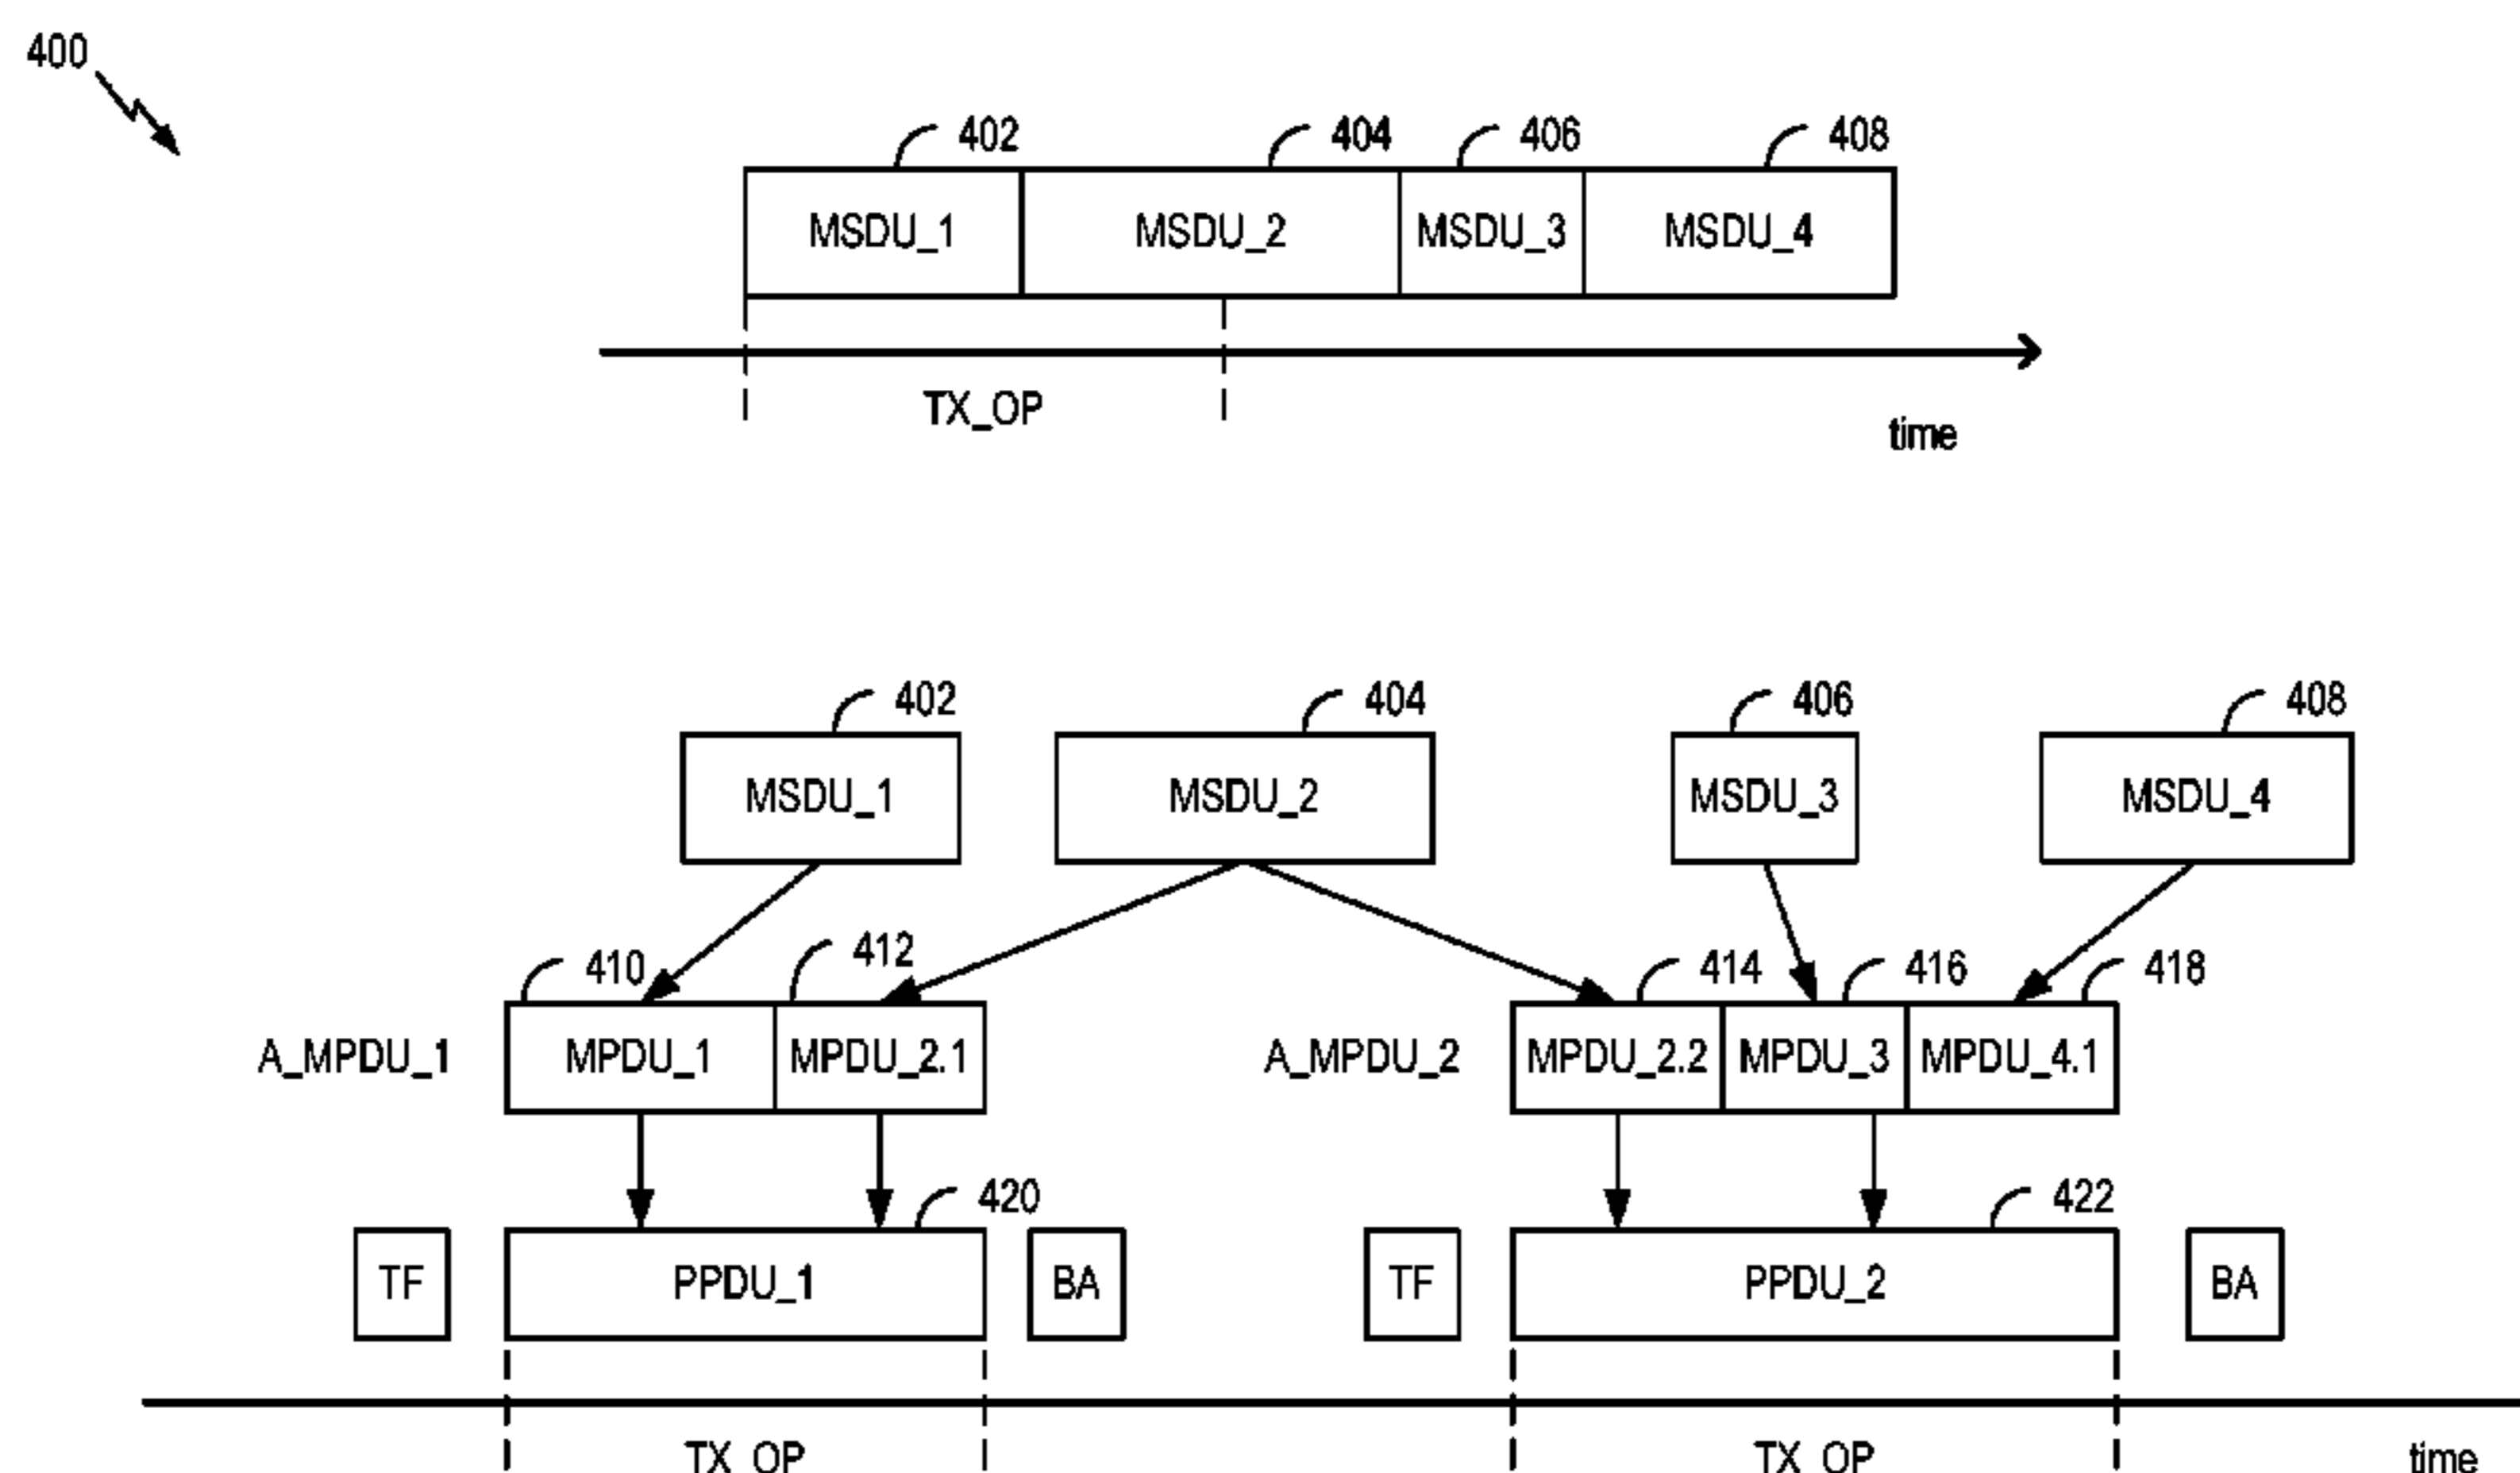 400
402 404 406 408
MSDU_1 MSDU_2 MSDU_3 MSDU_4
TX_OP
time
402 404 406 408
MSDU_1 MSDU_2 MSDU_3 MSDU_4
410 412 414 416 418
A_MPDU_1 MPDU_1 MPDU_2.1 A_MPDU_2 MPDU_2.2 MPDU_3 MPDU_4.1
420 422
TF PPDU_1 BA TF PPDU_2 BA
TX_OP TX_OP time